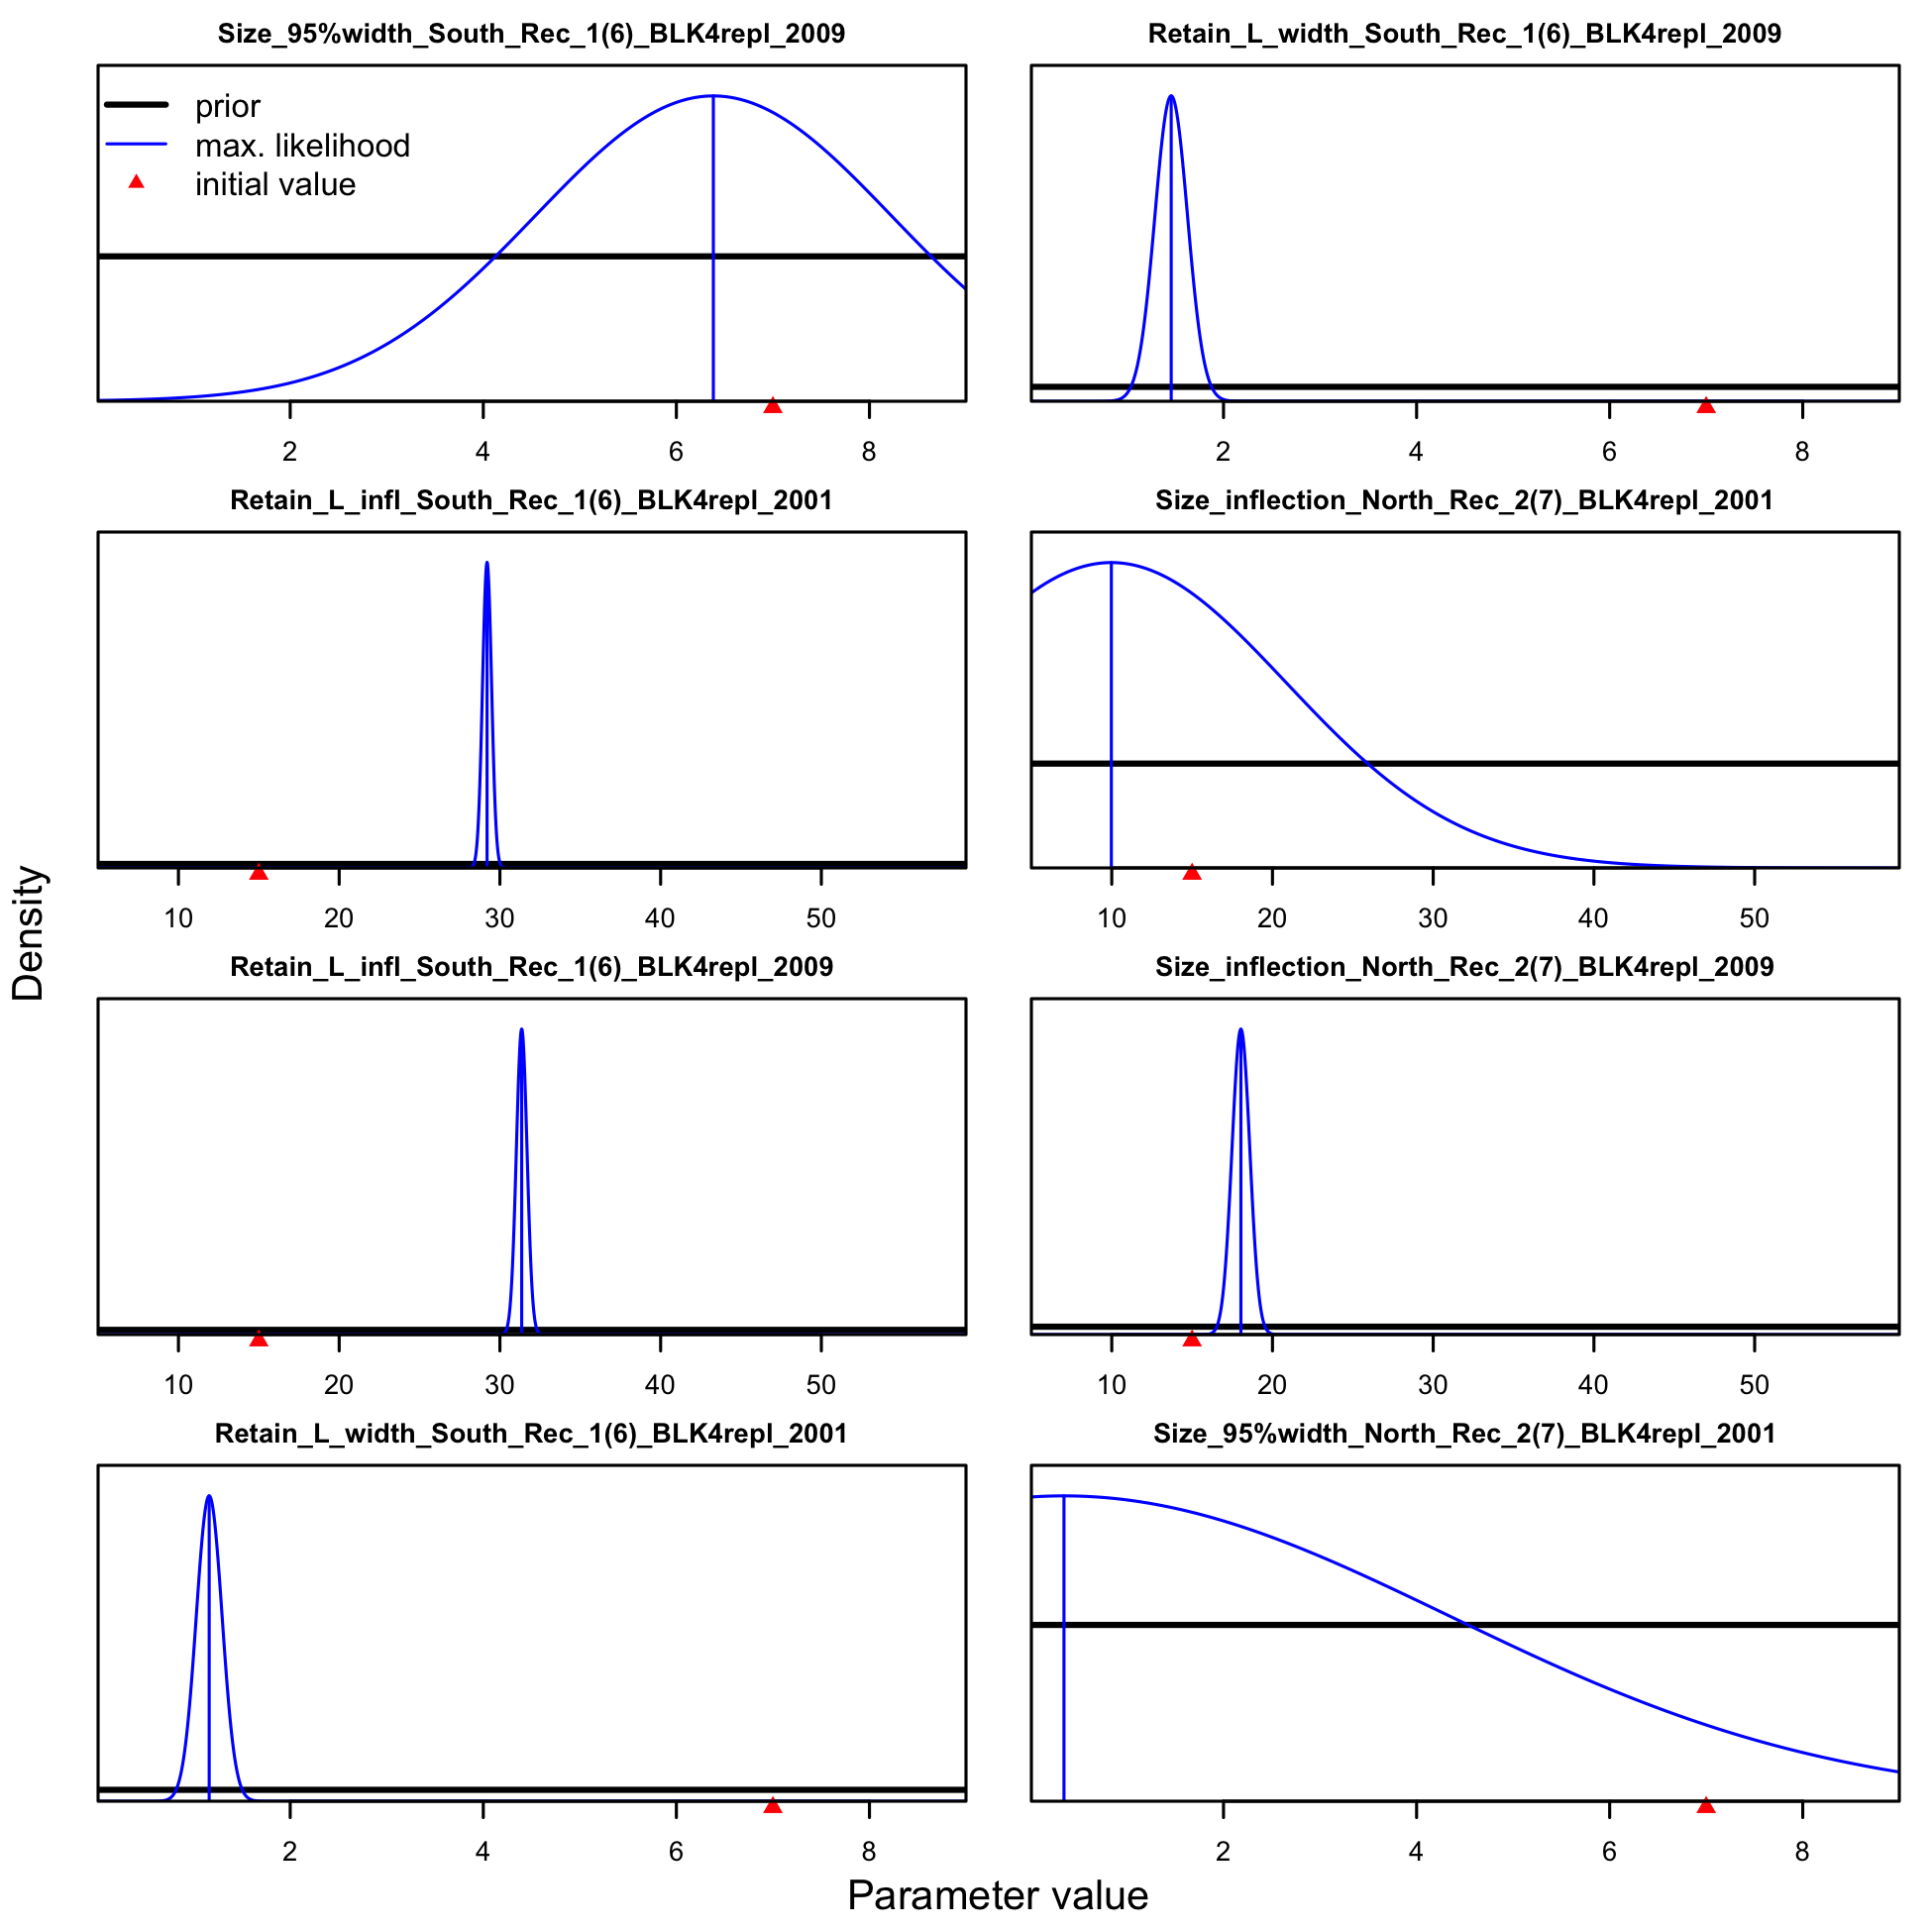 Size_95%width_South_Rec_1(6)_BLK4repl_2009
prior
max. likelihood
initial value
2 4 6 8
Retain_L_width_South_Rec_1(6)_BLK4repl_2009
2 4 6 8
Retain_L_infl_South_Rec_1(6)_BLK4repl_2001
10 20 30 40 50
Size_inflection_North_Rec_2(7)_BLK4repl_2001
10 20 30 40 50
Retain_L_infl_South_Rec_1(6)_BLK4repl_2009
10 20 30 40 50
Size_inflection_North_Rec_2(7)_BLK4repl_2009
10 20 30 40 50
Retain_L_width_South_Rec_1(6)_BLK4repl_2001
2 4 6 8
Size_95%width_North_Rec_2(7)_BLK4repl_2001
2 4 6 8
Density
Parameter value